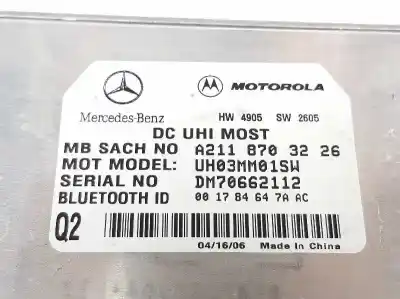 Mercedes-Benz
MOTOROLA
HW 4905 SW 2605
DC UHI MOST
MB SACH NO A211 870 32 26
MOT MODEL: UH03MM01SW
SERIAL NO DM70662112
BLUETOOTH ID 00 17 84 64 7A AC
Q2
04/16/06 Made In China